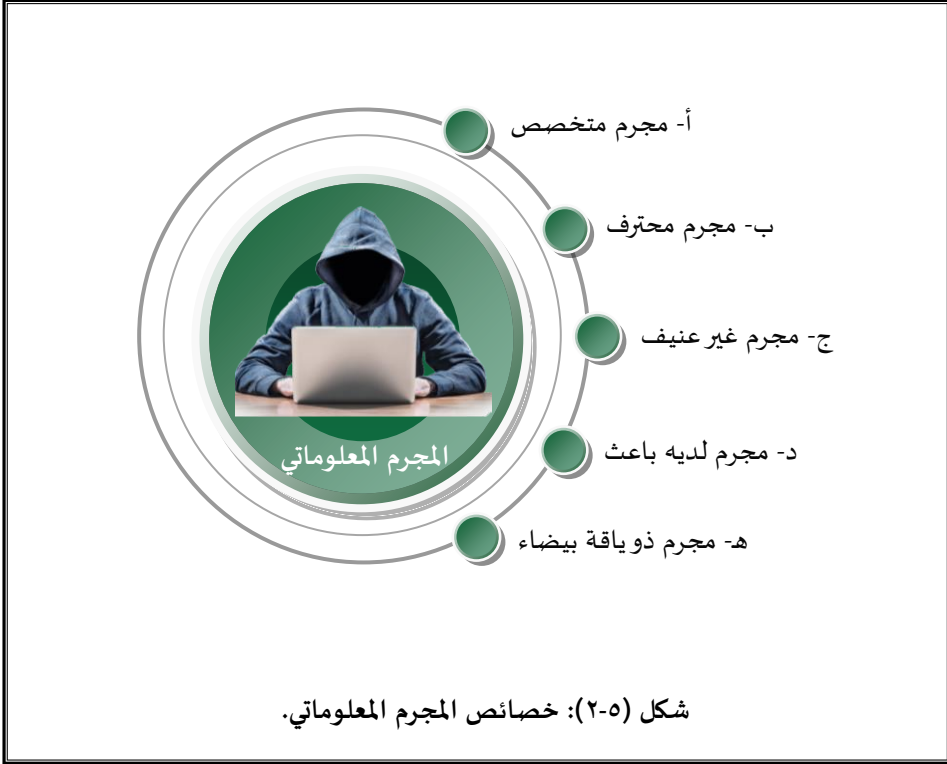 أ- مجرم متخصص
ب- مجرم محترف
ج- مجرم غير عنيف
د- مجرم لديه باعث
هـ- مجرم ذو ياقة بيضاء
المجرم المعلوماتي
شكل (٥-٢): خصائص المجرم المعلوماتي.